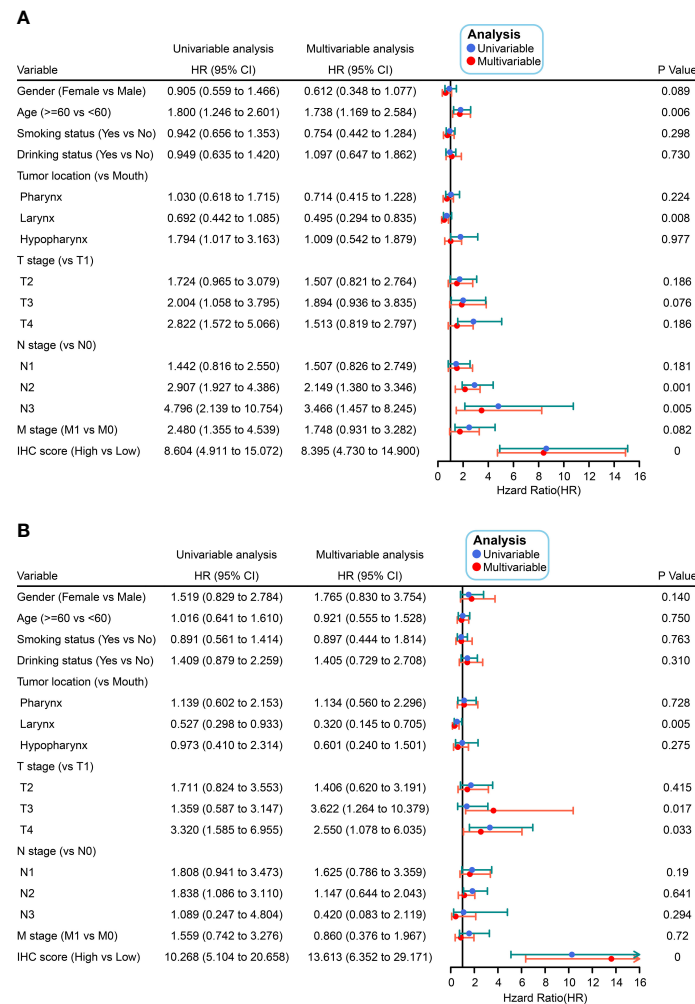 A
Analysis
Univariable
Multivariable
Univariable analysis Multivariable analysis
Variable HR (95% CI) HR (95% CI) P Value
Gender (Female vs Male) 0.905 (0.559 to 1.466) 0.612 (0.348 to 1.077) 0.089
Age (>=60 vs <60) 1.800 (1.246 to 2.601) 1.738 (1.169 to 2.584) 0.006
Smoking status (Yes vs No) 0.942 (0.656 to 1.353) 0.754 (0.442 to 1.284) 0.298
Drinking status (Yes vs No) 0.949 (0.635 to 1.420) 1.097 (0.647 to 1.862) 0.730
Tumor location (vs Mouth)
Pharynx 1.030 (0.618 to 1.715) 0.714 (0.415 to 1.228) 0.224
Larynx 0.692 (0.442 to 1.085) 0.495 (0.294 to 0.835) 0.008
Hypopharynx 1.794 (1.017 to 3.163) 1.009 (0.542 to 1.879) 0.977
T stage (vs T1)
T2 1.724 (0.965 to 3.079) 1.507 (0.821 to 2.764) 0.186
T3 2.004 (1.058 to 3.795) 1.894 (0.936 to 3.835) 0.076
T4 2.822 (1.572 to 5.066) 1.513 (0.819 to 2.797) 0.186
N stage (vs N0)
N1 1.442 (0.816 to 2.550) 1.507 (0.826 to 2.749) 0.181
N2 2.907 (1.927 to 4.386) 2.149 (1.380 to 3.346) 0.001
N3 4.796 (2.139 to 10.754) 3.466 (1.457 to 8.245) 0.005
M stage (M1 vs M0) 2.480 (1.355 to 4.539) 1.748 (0.931 to 3.282) 0.082
IHC score (High vs Low) 8.604 (4.911 to 15.072) 8.395 (4.730 to 14.900) 0
0 2 4 6 8 10 12 14 16
Hzard Ratio(HR)
B
Analysis
Univariable
Multivariable
Univariable analysis Multivariable analysis
Variable HR (95% CI) HR (95% CI) P Value
Gender (Female vs Male) 1.519 (0.829 to 2.784) 1.765 (0.830 to 3.754) 0.140
Age (>=60 vs <60) 1.016 (0.641 to 1.610) 0.921 (0.555 to 1.528) 0.750
Smoking status (Yes vs No) 0.891 (0.561 to 1.414) 0.897 (0.444 to 1.814) 0.763
Drinking status (Yes vs No) 1.409 (0.879 to 2.259) 1.405 (0.729 to 2.708) 0.310
Tumor location (vs Mouth)
Pharynx 1.139 (0.602 to 2.153) 1.134 (0.560 to 2.296) 0.728
Larynx 0.527 (0.298 to 0.933) 0.320 (0.145 to 0.705) 0.005
Hypopharynx 0.973 (0.410 to 2.314) 0.601 (0.240 to 1.501) 0.275
T stage (vs T1)
T2 1.711 (0.824 to 3.553) 1.406 (0.620 to 3.191) 0.415
T3 1.359 (0.587 to 3.147) 3.622 (1.264 to 10.379) 0.017
T4 3.320 (1.585 to 6.955) 2.550 (1.078 to 6.035) 0.033
N stage (vs N0)
N1 1.808 (0.941 to 3.473) 1.625 (0.786 to 3.359) 0.19
N2 1.838 (1.086 to 3.110) 1.147 (0.644 to 2.043) 0.641
N3 1.089 (0.247 to 4.804) 0.420 (0.083 to 2.119) 0.294
M stage (M1 vs M0) 1.559 (0.742 to 3.276) 0.860 (0.376 to 1.967) 0.72
IHC score (High vs Low) 10.268 (5.104 to 20.658) 13.613 (6.352 to 29.171) 0
0 2 4 6 8 10 12 14 16
Hzard Ratio(HR)